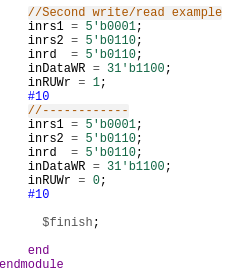 //Second write/read example
inrs1 = 5'b0001;
inrs2 = 5'b0110;
inrd  = 5'b0110;
inDataWR = 31'b1100;
inRUWr = 1;
#10
//------------
inrs1 = 5'b0001;
inrs2 = 5'b0110;
inrd  = 5'b0110;
inDataWR = 31'b1100;
inRUWr = 0;
#10
$finish;
end
endmodule